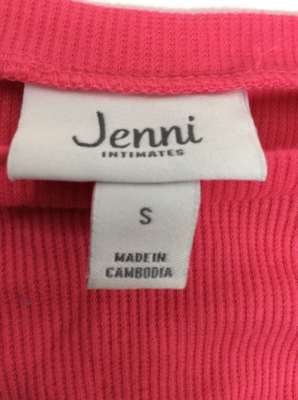 Jenni
INTIMATES
S
MADE IN
CAMBODIA